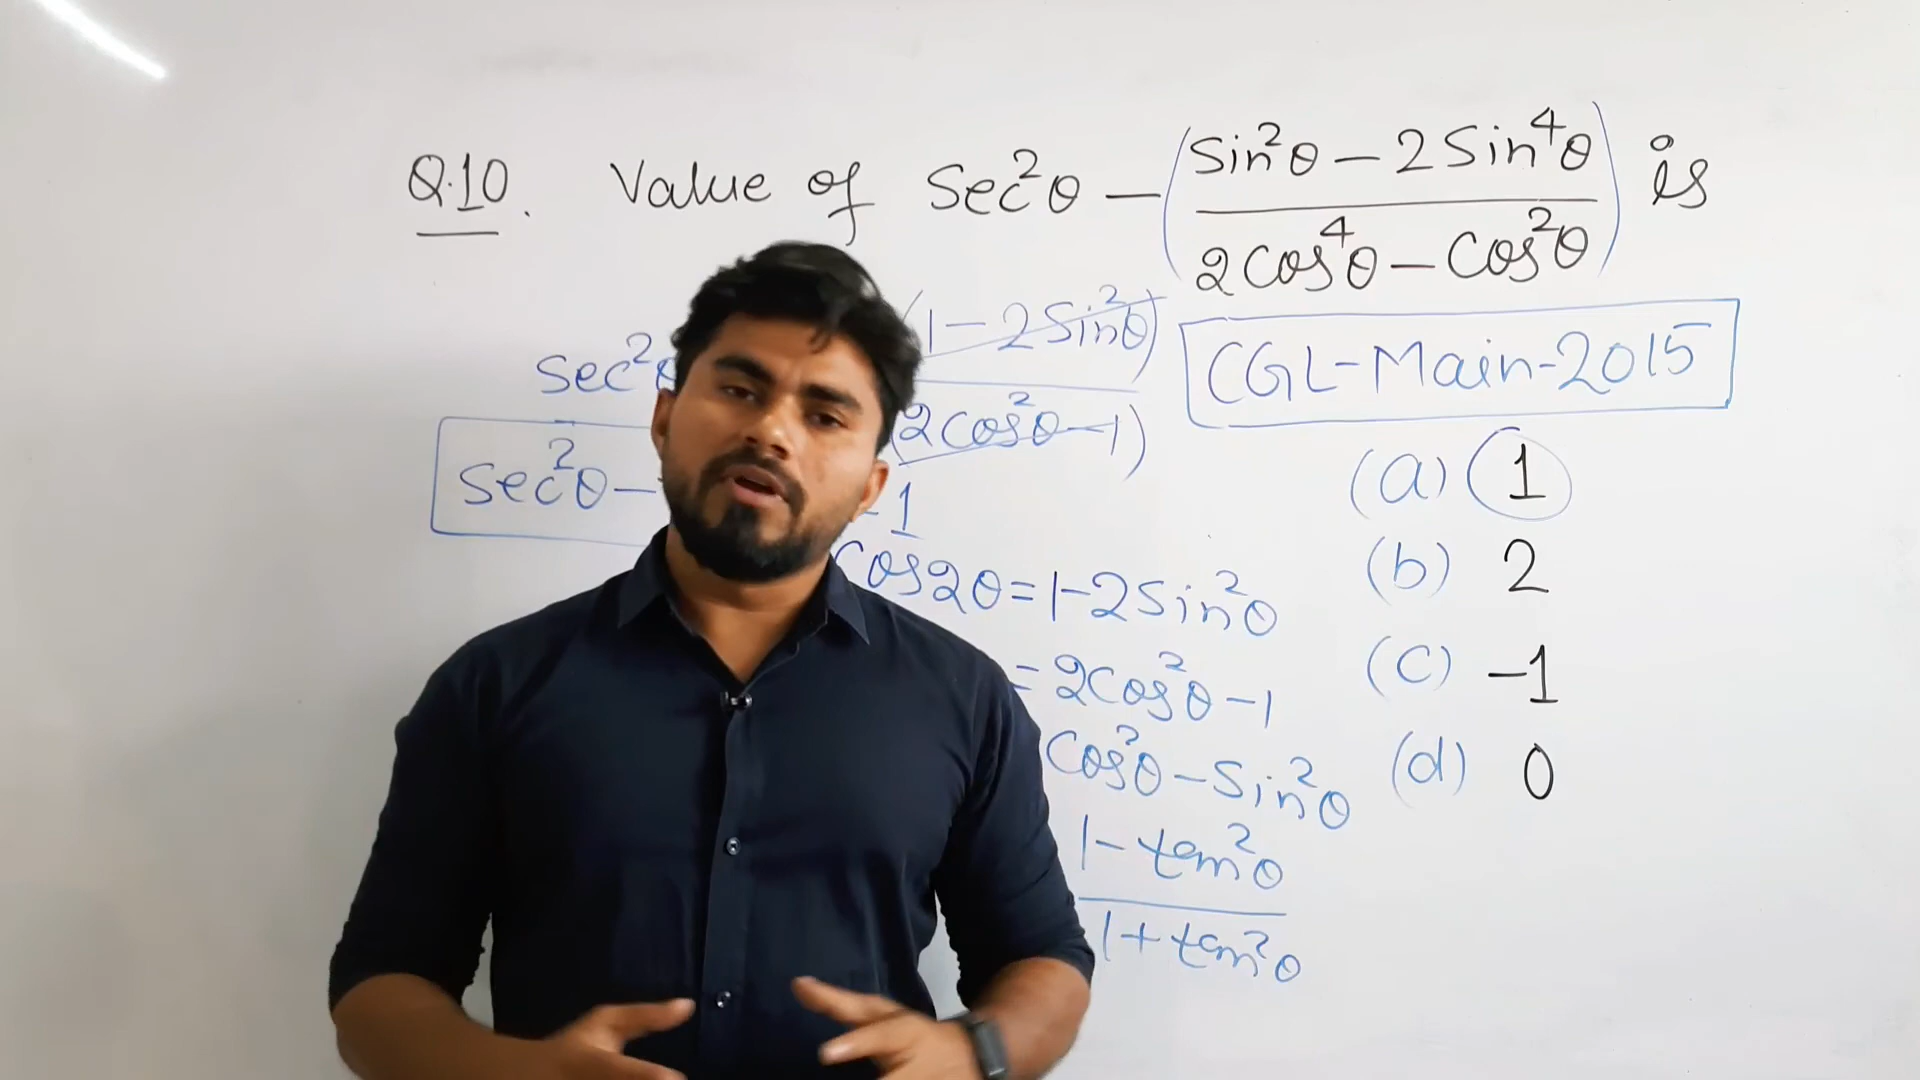 Q.10. Value of Sec²θ – (Sin²θ – 2Sin⁴θ / 2Cos⁴θ – Cos²θ) is
Sec²θ (1 – 2Sin²θ)
(2Cos²θ – 1)
CGL-Main-2015
Sec²θ – 1
(a) 1
Cos2θ = 1 – 2Sin²θ
(b) 2
= 2Cos²θ – 1
(c) –1
Cos²θ – Sin²θ
(d) 0
1 – tan²θ
1 + tan²θ